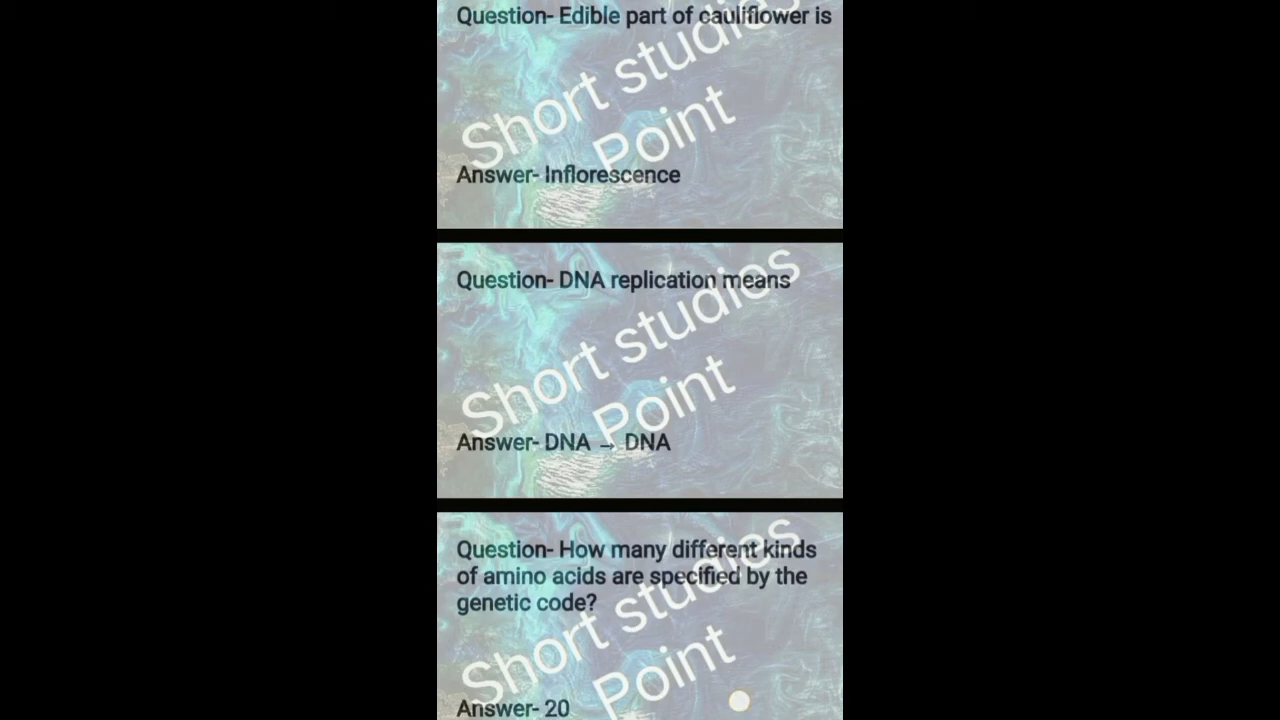 Question- Edible part of cauliflower is
Short studies
Point
Answer- Inflorescence
Question- DNA replication means
Short studies
Point
Answer- DNA → DNA
Question- How many different kinds
of amino acids are specified by the
genetic code?
Short studies
Point
Answer- 20